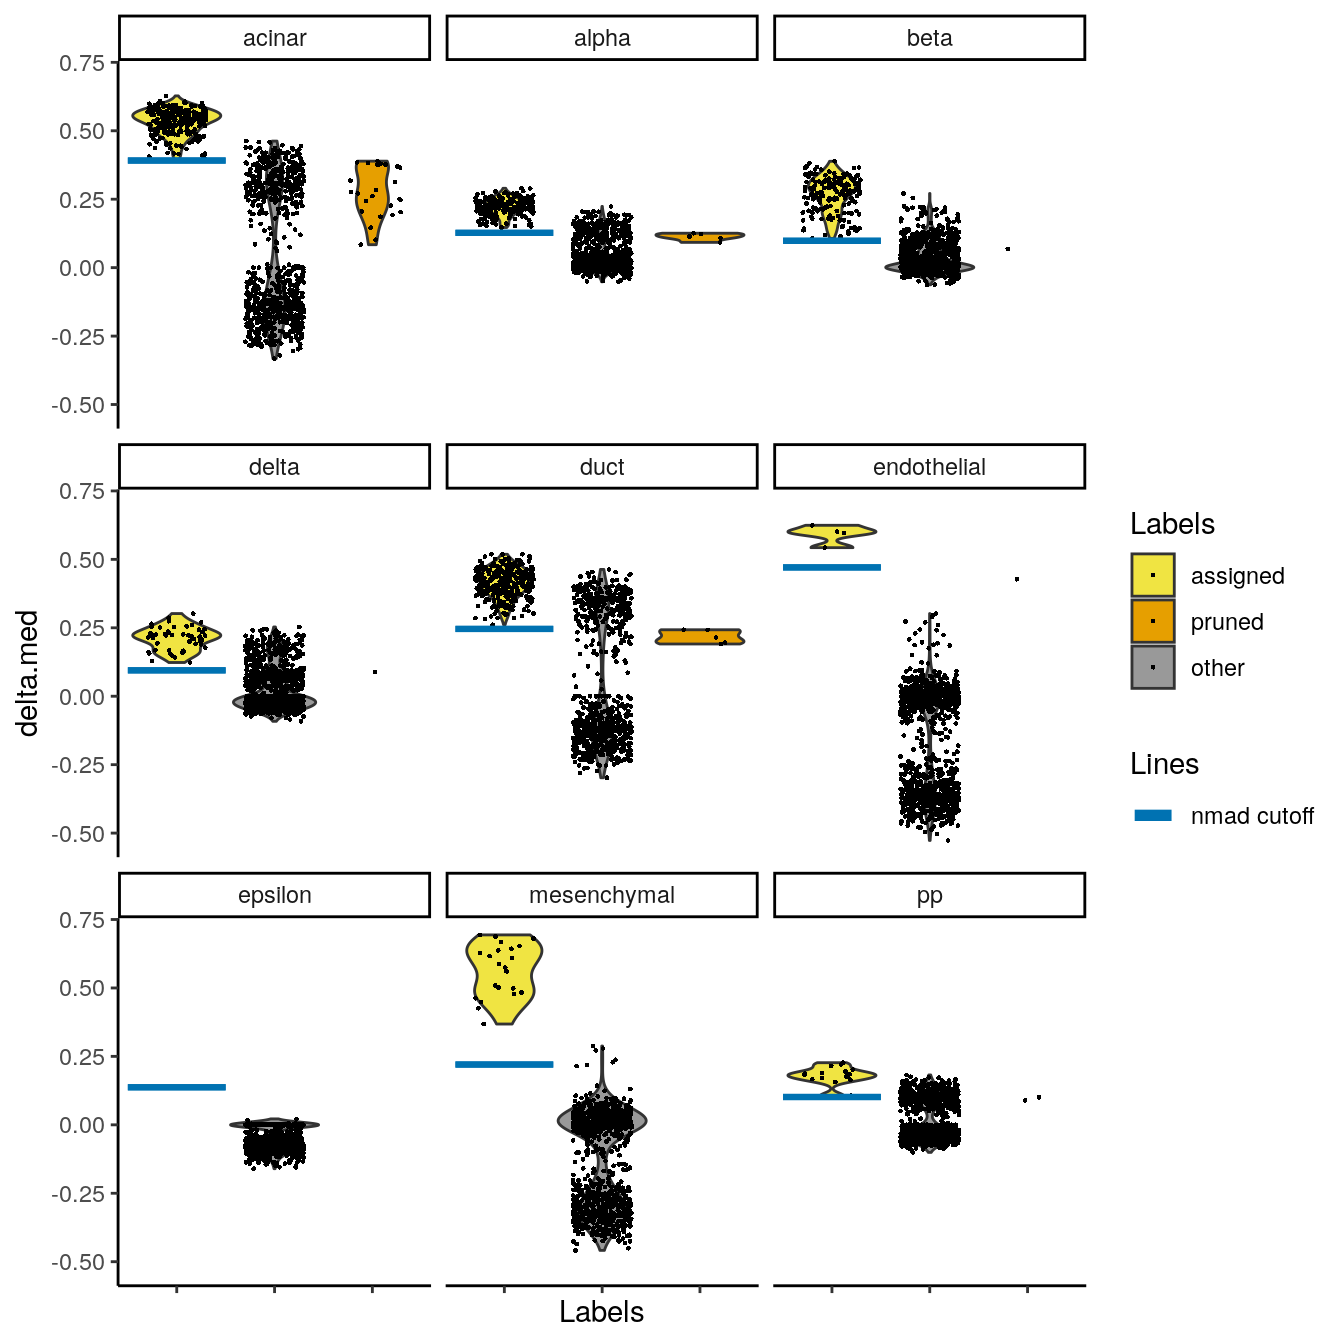 acinar alpha beta
0.75
0.50
0.25
0.00
-0.25
-0.50
delta duct endothelial
0.75
0.50
0.25
0.00
-0.25
-0.50
epsilon mesenchymal pp
0.75
0.50
0.25
0.00
-0.25
-0.50
delta.med
Labels
Labels
assigned
pruned
other
Lines
nmad cutoff